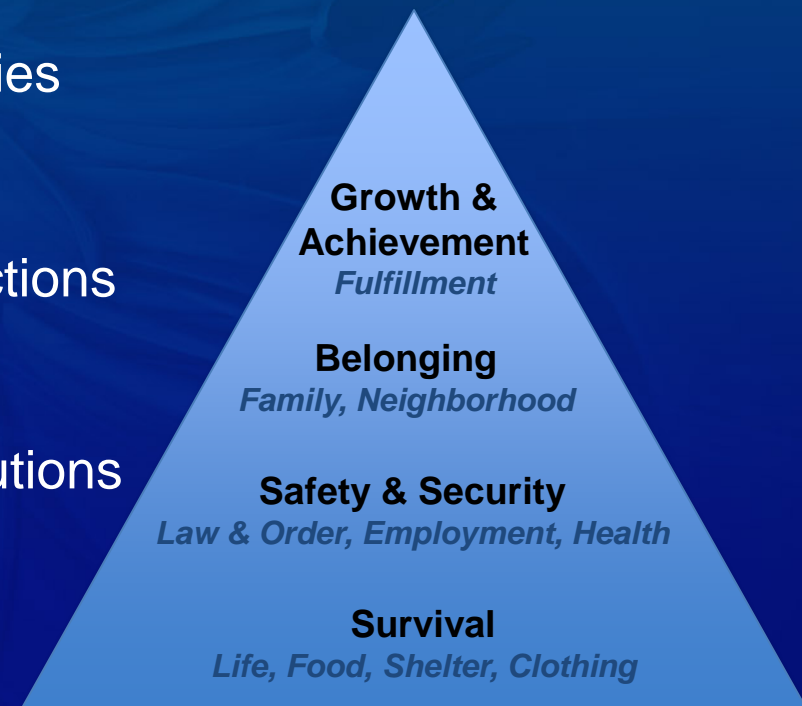 ies
Growth &
Achievement
Fulfillment
ctions
Belonging
Family, Neighborhood
utions
Safety & Security
Law & Order, Employment, Health
Survival
Life, Food, Shelter, Clothing